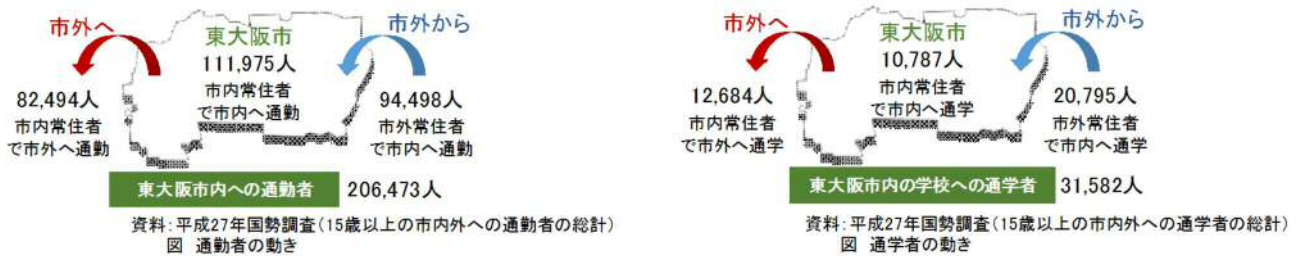 市外へ
東大阪市
市外から
111,975人
市内常住者
で市内へ通勤
82,494人
市内常住者
で市外へ通勤
94,498人
市外常住者
で市内へ通勤
東大阪市内への通勤者 206,473人
資料:平成27年国勢調査(15歳以上の市内外への通勤者の総計)
図 通勤者の動き
市外へ
東大阪市
市外から
10,787人
市内常住者
で市内へ通学
12,684人
市内常住者
で市外へ通学
20,795人
市外常住者
で市内へ通学
東大阪市内の学校への通学者 31,582人
資料:平成27年国勢調査(15歳以上の市内外への通学者の総計)
図 通学者の動き